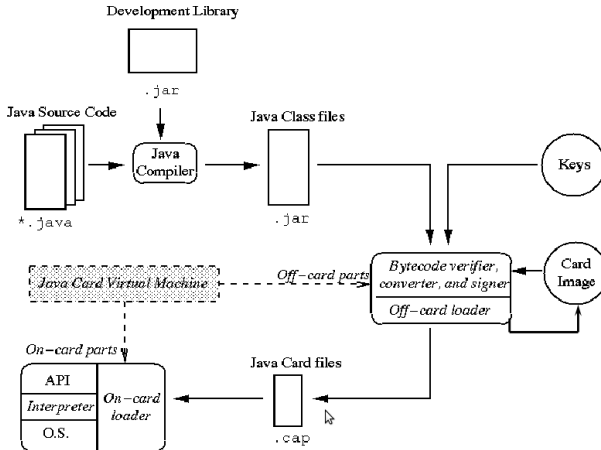 Development Library
.jar
Java Source Code
Java Class files
Java
Compiler
Keys
*.java
.jar
Bytecode verifier,
converter, and signer
Off-card loader
Card
Image
Java Card Virtual Machine
Off-card parts
On-card parts
Java Card files
API
Interpreter
O.S.
On-card
loader
.cap